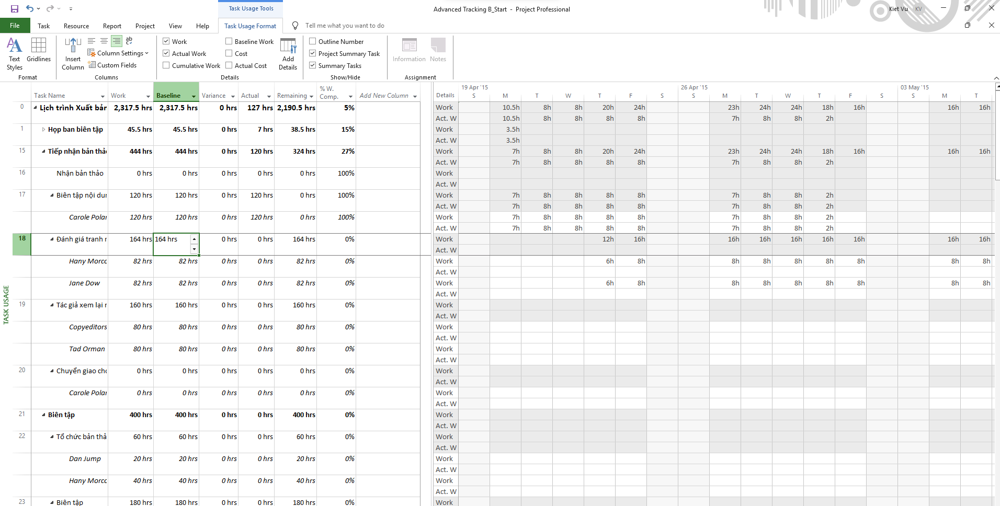 Task Usage Tools
Advanced Tracking B_Start - Project Professional
Kiet Vu KV
File Task Resource Report Project View Help Task Usage Format Tell me what you want to do
Text Styles
Gridlines
Format
Insert Column
Column Settings
Custom Fields
Columns
Work
Actual Work
Cumulative Work
Baseline Work
Cost
Actual Cost
Add Details
Details
Outline Number
Project Summary Task
Summary Tasks
Show/Hide
Information
Notes
Assignment
TASK USAGE
Task Name Work Baseline Variance Actual Remaining % W. Comp. Add New Column
0 Lịch trình Xuất bản 2,317.5 hrs 2,317.5 hrs 0 hrs 127 hrs 2,190.5 hrs 5%
1 Họp ban biên tập 45.5 hrs 45.5 hrs 0 hrs 7 hrs 38.5 hrs 15%
15 Tiếp nhận bản thảo 444 hrs 444 hrs 0 hrs 120 hrs 324 hrs 27%
16 Nhận bản thảo 0 hrs 0 hrs 0 hrs 0 hrs 0 hrs 100%
17 Biên tập nội dun 120 hrs 120 hrs 0 hrs 120 hrs 0 hrs 100%
Carole Polan 120 hrs 120 hrs 0 hrs 120 hrs 0 hrs 100%
18 Đánh giá tranh 164 hrs 164 hrs 0 hrs 0 hrs 164 hrs 0%
Hany Morco 82 hrs 82 hrs 0 hrs 0 hrs 82 hrs 0%
Jane Dow 82 hrs 82 hrs 0 hrs 0 hrs 82 hrs 0%
19 Tác giả xem lại 160 hrs 160 hrs 0 hrs 0 hrs 160 hrs 0%
Copyeditors 80 hrs 80 hrs 0 hrs 0 hrs 80 hrs 0%
Tad Orman 80 hrs 80 hrs 0 hrs 0 hrs 80 hrs 0%
20 Chuyển giao cho 0 hrs 0 hrs 0 hrs 0 hrs 0 hrs 0%
Carole Polan 0 hrs 0 hrs 0 hrs 0 hrs 0 hrs 0%
21 Biên tập 400 hrs 400 hrs 0 hrs 0 hrs 400 hrs 0%
22 Tổ chức bản thả 60 hrs 60 hrs 0 hrs 0 hrs 60 hrs 0%
Dan Jump 20 hrs 20 hrs 0 hrs 0 hrs 20 hrs 0%
Hany Morco 40 hrs 40 hrs 0 hrs 0 hrs 40 hrs 0%
23 Biên tập 180 hrs 180 hrs 0 hrs 0 hrs 180 hrs 0%
19 Apr '15 26 Apr '15 03 May '15
Details S M T W T F S S M T W T F S S M T
Work 10.5h 8h 8h 20h 24h 23h 24h 24h 18h 16h 16h 16h
Act. W 10.5h 8h 8h 8h 8h 7h 8h 8h 2h
Work 3.5h
Act. W 3.5h
Work 7h 8h 8h 20h 24h 23h 24h 24h 18h 16h 16h 16h
Act. W 7h 8h 8h 8h 8h 7h 8h 8h 2h
Work
Act. W
Work 7h 8h 8h 8h 8h 7h 8h 8h 2h
Act. W 7h 8h 8h 8h 8h 7h 8h 8h 2h
Work 7h 8h 8h 8h 8h 7h 8h 8h 2h
Act. W 7h 8h 8h 8h 8h 7h 8h 8h 2h
Work 12h 16h 16h 16h 16h 16h 16h 16h 16h
Act. W
Work 6h 8h 8h 8h 8h 8h 8h 8h 8h
Act. W
Work 6h 8h 8h 8h 8h 8h 8h 8h 8h
Act. W
Work
Act. W
Work
Act. W
Work
Act. W
Work
Act. W
Work
Act. W
Work
Act. W
Work
Act. W
Work
Act. W
Work
Act. W
Work